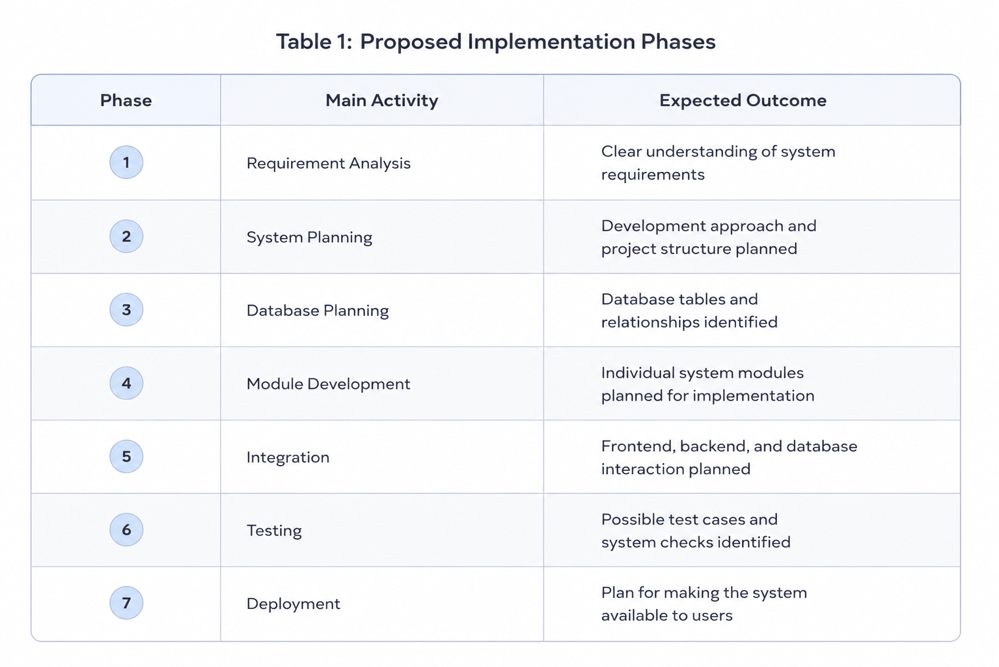 Table 1: Proposed Implementation Phases
Phase Main Activity Expected Outcome
1 Requirement Analysis Clear understanding of system
requirements
2 System Planning Development approach and
project structure planned
3 Database Planning Database tables and
relationships identified
4 Module Development Individual system modules
planned for implementation
5 Integration Frontend, backend, and database
interaction planned
6 Testing Possible test cases and
system checks identified
7 Deployment Plan for making the system
available to users